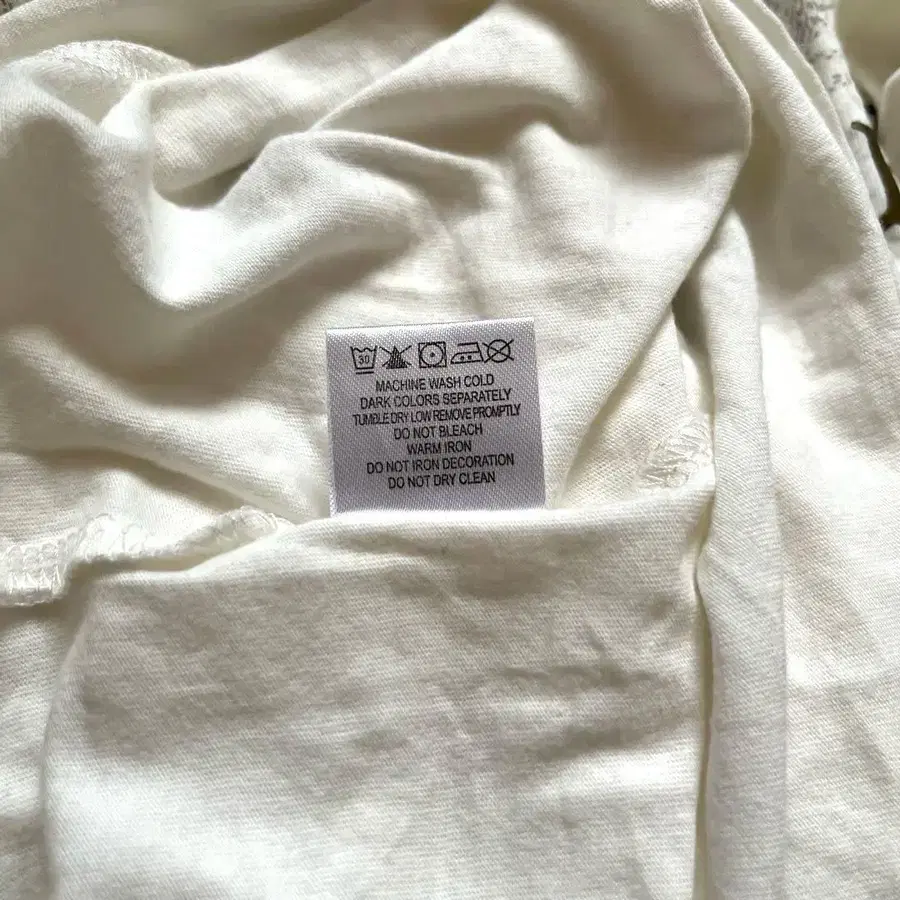 30
MACHINE WASH COLD
DARK COLORS SEPARATELY
TUMBLE DRY LOW REMOVE PROMPTLY
DO NOT BLEACH
WARM IRON
DO NOT IRON DECORATION
DO NOT DRY CLEAN